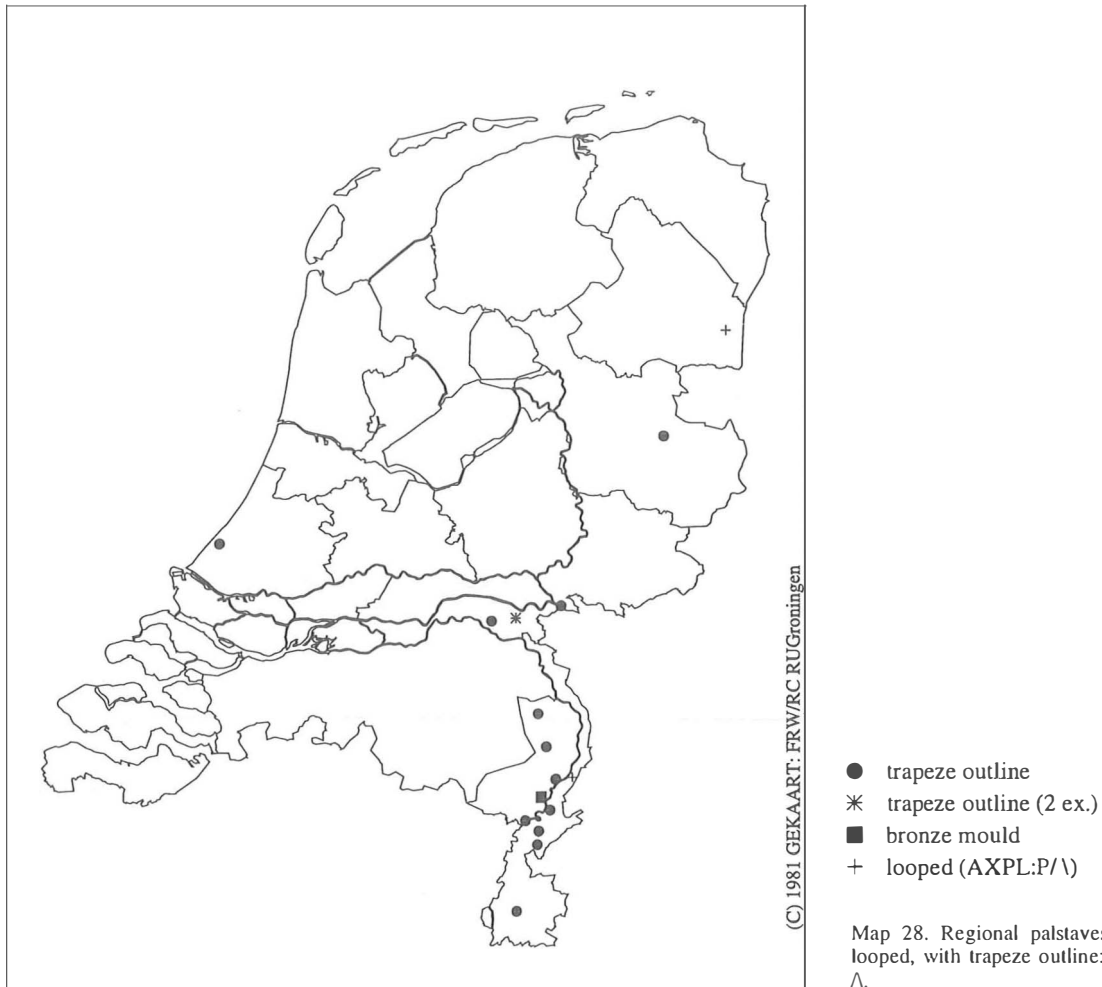 (C) 1981 GEKAART: FRW/RC RUGroningen
trapeze outline
trapeze outline (2 ex.)
bronze mould
looped (AXPL:P/ \)
Map 28. Regional palstaves
looped, with trapeze outline:
/\.